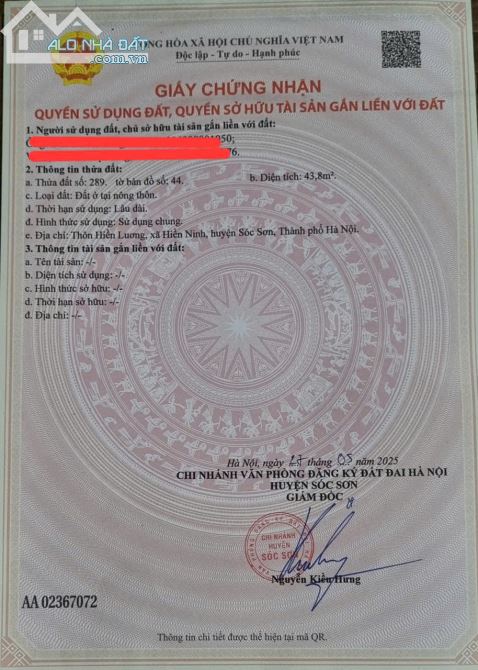 ALO NHÀ ĐẤT
.com.vn
CỘNG HÒA XÃ HỘI CHỦ NGHĨA VIỆT NAM
Độc lập - Tự do - Hạnh phúc
GIẤY CHỨNG NHẬN
QUYỀN SỬ DỤNG ĐẤT, QUYỀN SỞ HỮU TÀI SẢN GẮN LIỀN VỚI ĐẤT
1. Người sử dụng đất, chủ sở hữu tài sản gắn liền với đất:
2. Thông tin thửa đất:
a. Thửa đất số: 289. tờ bản đồ số: 44. b. Diện tích: 43,8m².
c. Loại đất: Đất ở tại nông thôn.
d. Thời hạn sử dụng: Lâu dài.
đ. Hình thức sử dụng: Sử dụng chung.
e. Địa chỉ: Thôn Hiền Lương, xã Hiền Ninh, huyện Sóc Sơn, Thành phố Hà Nội.
3. Thông tin tài sản gắn liền với đất:
a. Tên tài sản: -/-
b. Diện tích sử dụng: -/-
c. Hình thức sở hữu: -/-
d. Thời hạn sở hữu: -/-
đ. Địa chỉ: -/-
Hà Nội, ngày 27 tháng 05 năm 2025
CHI NHÁNH VĂN PHÒNG ĐĂNG KÝ ĐẤT ĐAI HÀ NỘI
HUYỆN SÓC SƠN
GIÁM ĐỐC
CHI NHÁNH
HUYỆN
SÓC SƠN
Nguyễn Kiều Hưng
AA 02367072
Thông tin chi tiết được thể hiện tại mã QR.